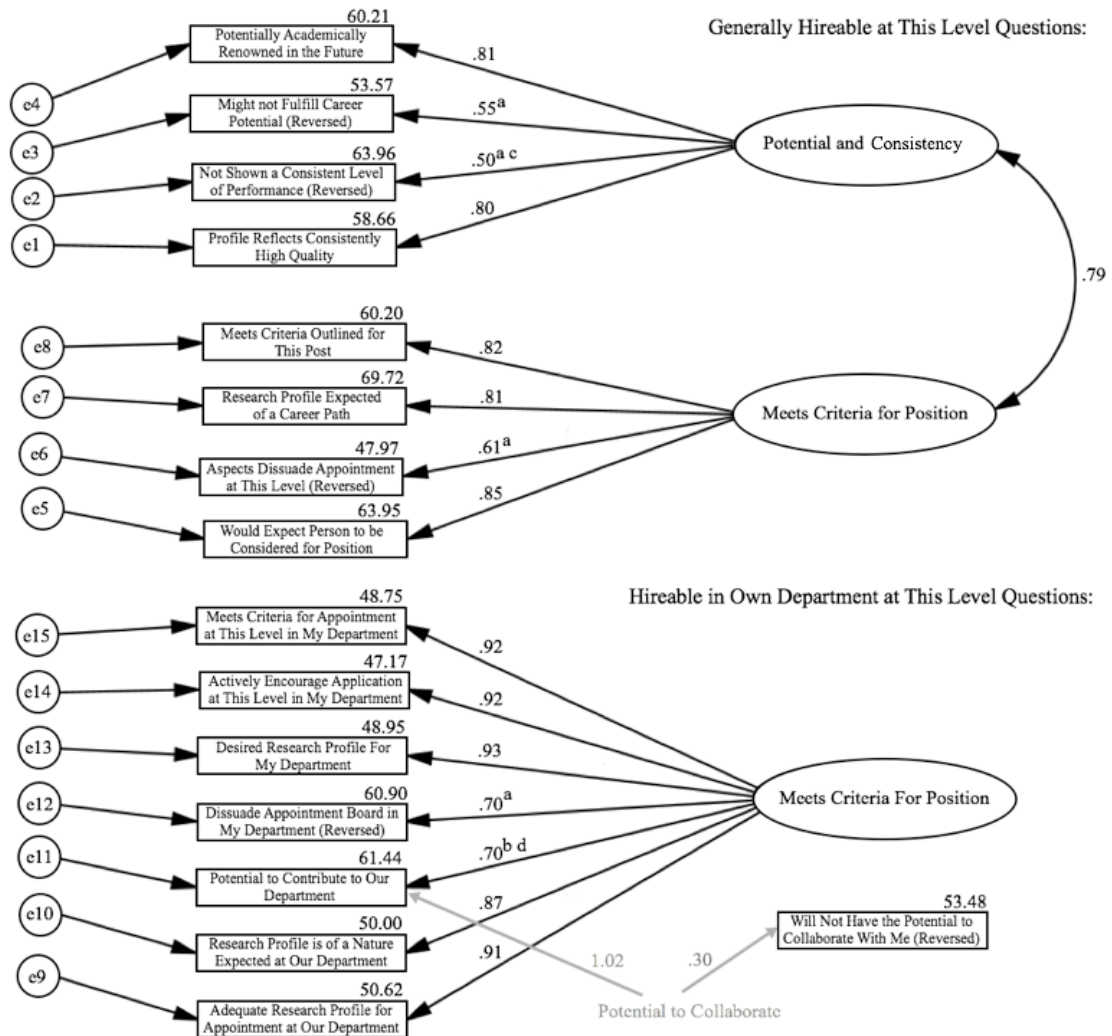 Generally Hireable at This Level Questions:
60.21
Potentially Academically
Renowned in the Future
.81
e4
53.57
Might not Fulfill Career
Potential (Reversed)
.55a
e3
63.96
Not Shown a Consistent Level
of Performance (Reversed)
.50a c
e2
58.66
Profile Reflects Consistently
High Quality
.80
e1
Potential and Consistency
.79
60.20
Meets Criteria Outlined for
This Post
.82
e8
69.72
Research Profile Expected
of a Career Path
.81
e7
47.97
Aspects Dissuade Appointment
at This Level (Reversed)
.61a
e6
63.95
Would Expect Person to be
Considered for Position
.85
e5
Meets Criteria for Position
Hireable in Own Department at This Level Questions:
48.75
Meets Criteria for Appointment
at This Level in My Department
.92
e15
47.17
Actively Encourage Application
at This Level in My Department
.92
e14
48.95
Desired Research Profile For
My Department
.93
e13
60.90
Dissuade Appointment Board in
My Department (Reversed)
.70a
e12
61.44
Potential to Contribute to Our
Department
.70b d
e11
50.00
Research Profile is of a Nature
Expected at Our Department
.87
e10
50.62
Adequate Research Profile for
Appointment at Our Department
.91
e9
Meets Criteria For Position
53.48
Will Not Have the Potential to
Collaborate With Me (Reversed)
1.02
.30
Potential to Collaborate